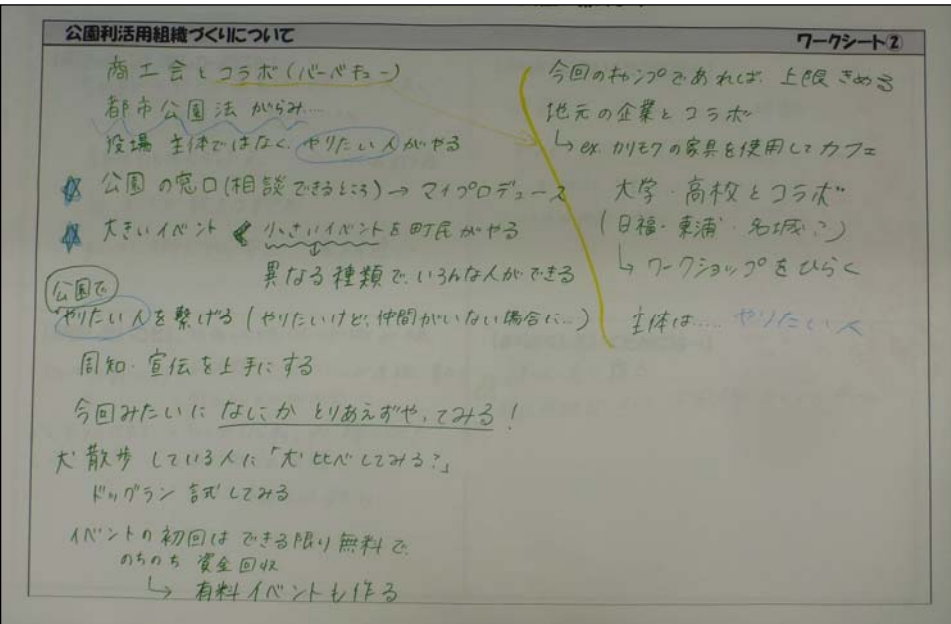 公園利活用組織づくりについて
ワークシート②
商工会とコラボ(バーベキュー)
都市公園法がらみ…
役場主体ではなく、やりたい人がやる
☆ 公園の窓口(相談できるところ)→マイプロデュース
☆ 大きいイベント < 小さいイベントを町民がやる
↓
異なる種類で、いろんな人ができる
公園で
やりたい人を繋げる(やりたいけど、仲間がいない場合に…)
周知・宣伝を上手にする
今回みたいになにかとりあえずやってみる!
犬散歩している人に「犬比べしてみる?」
ドッグラン試してみる
イベントの初回はできる限り無料で、
のちのち資金回収
↳ 有料イベントも作る
今回のキャンプであれば、上限きめる
地元の企業とコラボ
↳ ex カリモクの家具を使用してカフェ
大学・高校とコラボ
(日福・東浦・名城?)
↳ ワークショップをひらく
主体は…… やりたい人